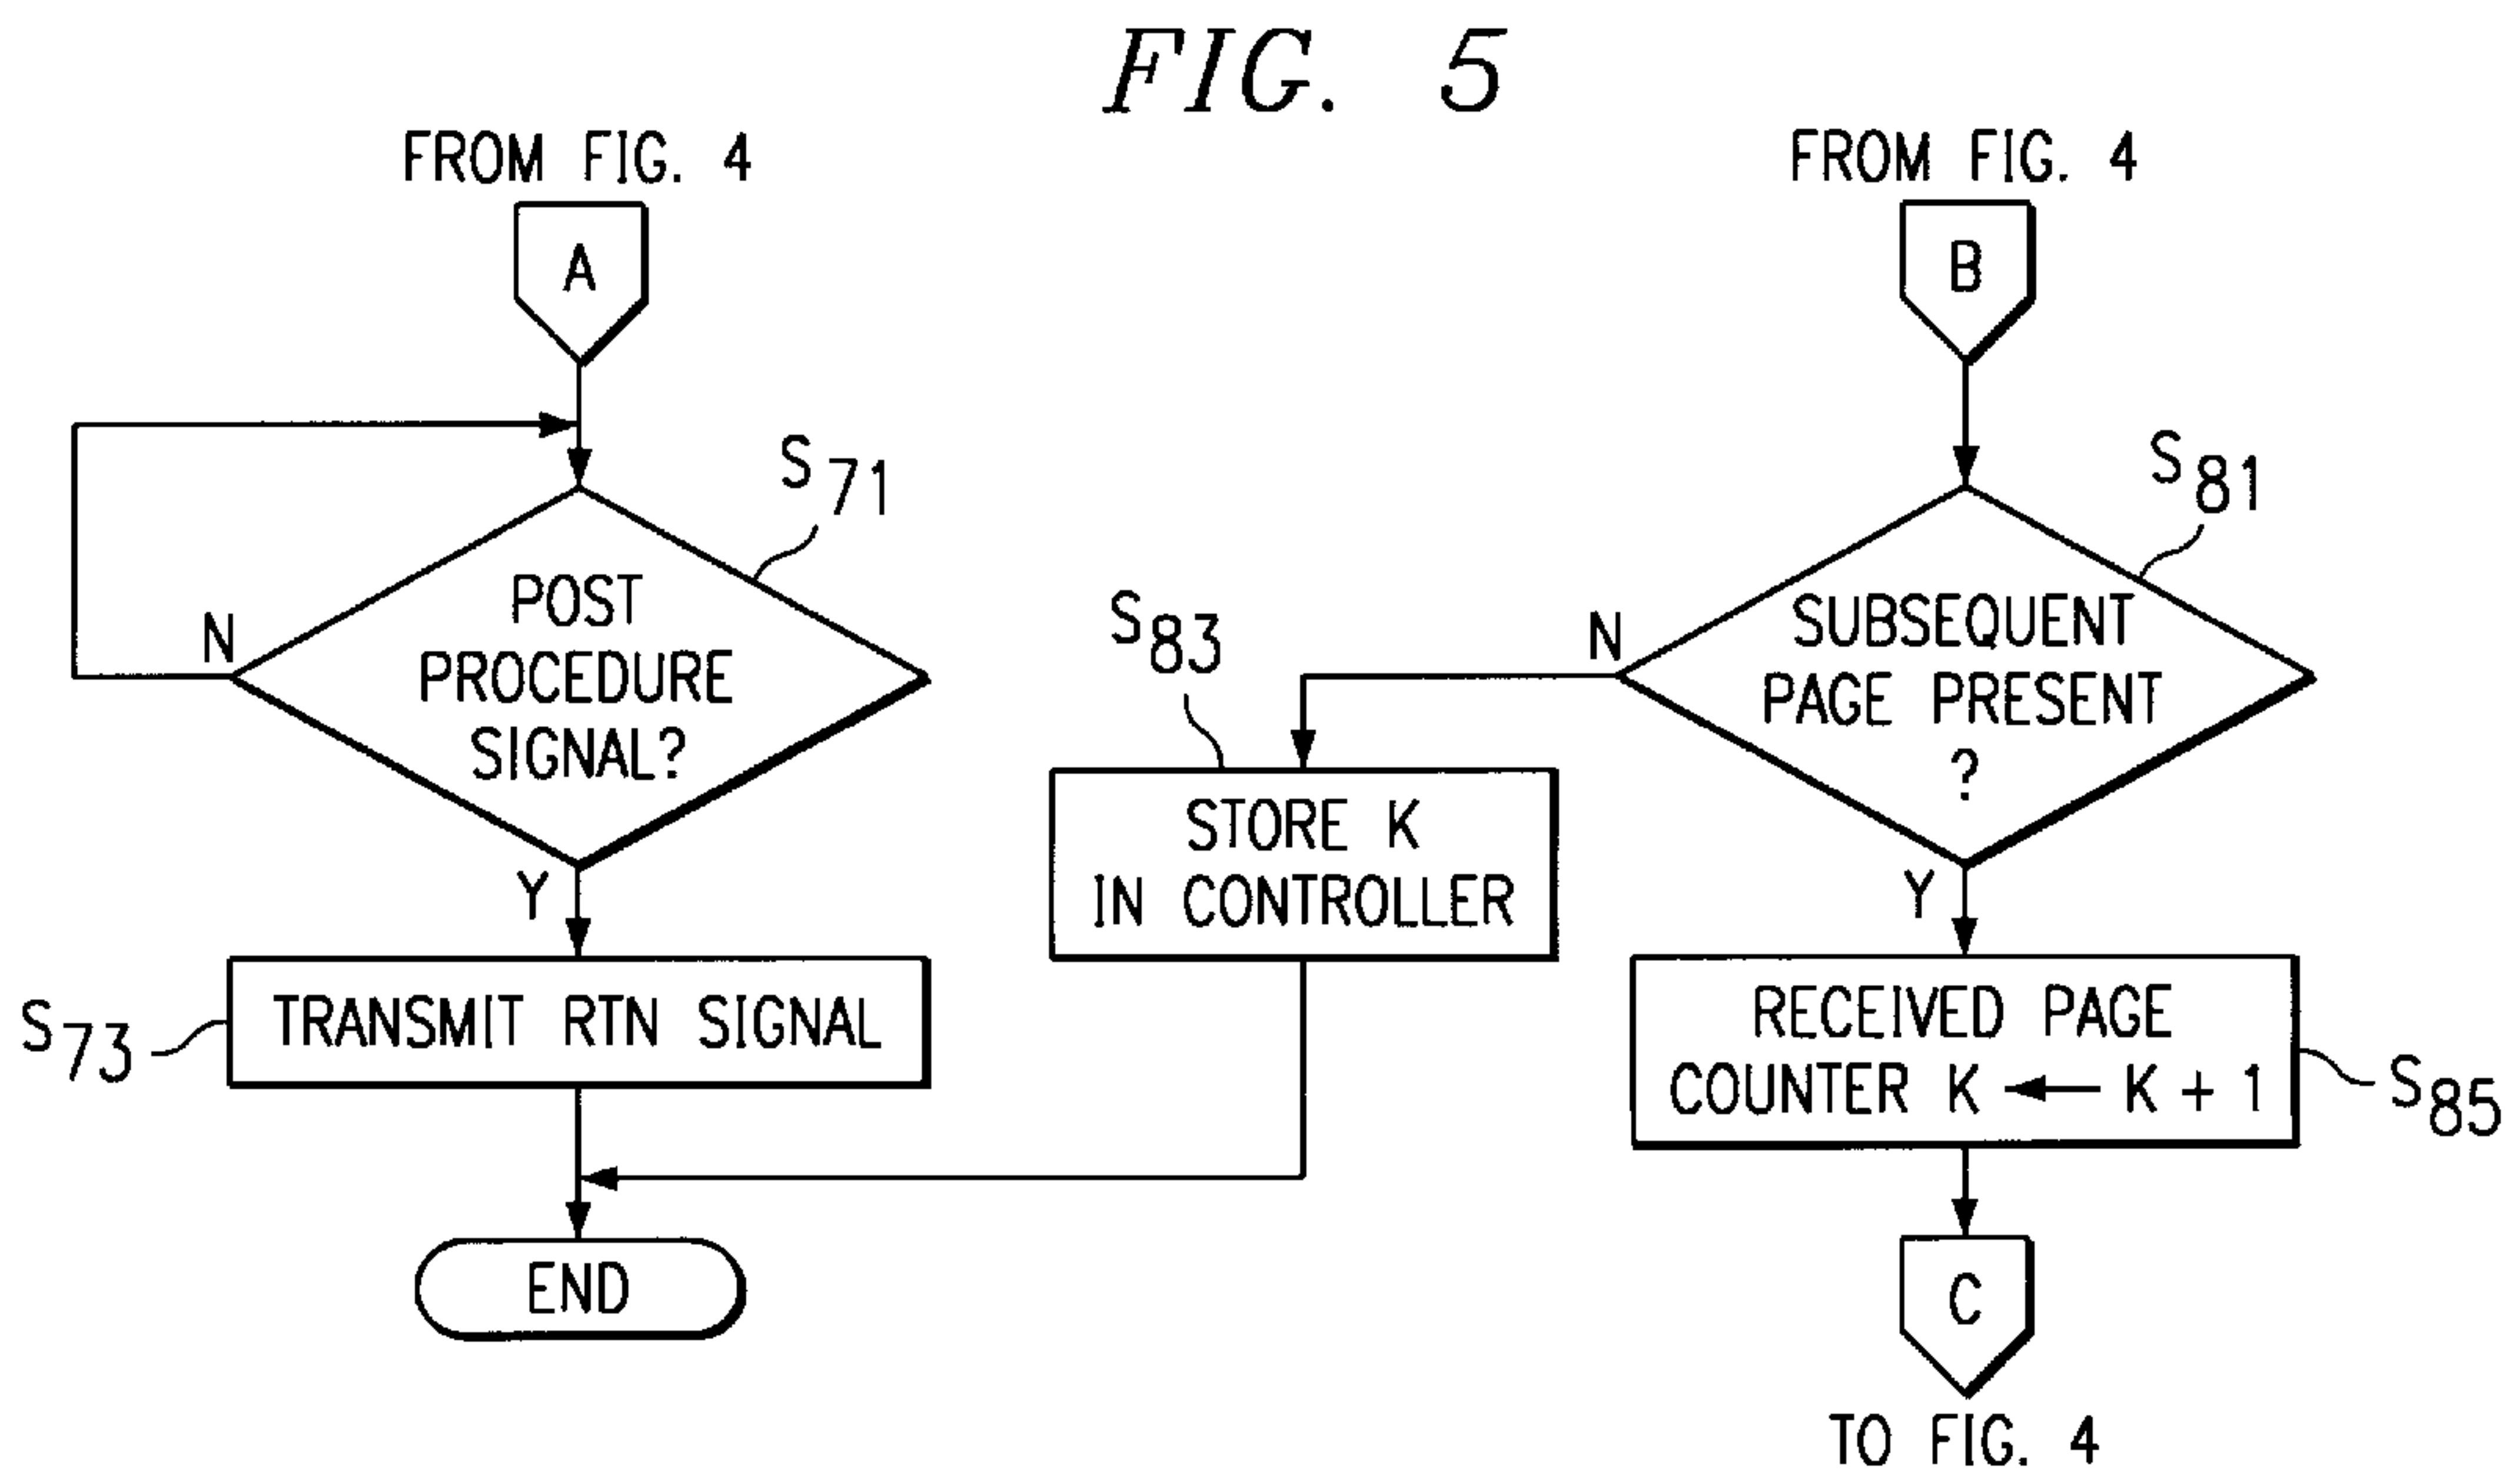 FIG. 5
FROM FIG. 4
A
S71
POST
PROCEDURE
SIGNAL?
N
Y
S73
TRANSMIT RTN SIGNAL
END
FROM FIG. 4
B
S81
SUBSEQUENT
PAGE PRESENT
?
N
Y
S83
STORE K
IN CONTROLLER
RECEIVED PAGE
COUNTER K ← K + 1
S85
C
TO FIG. 4